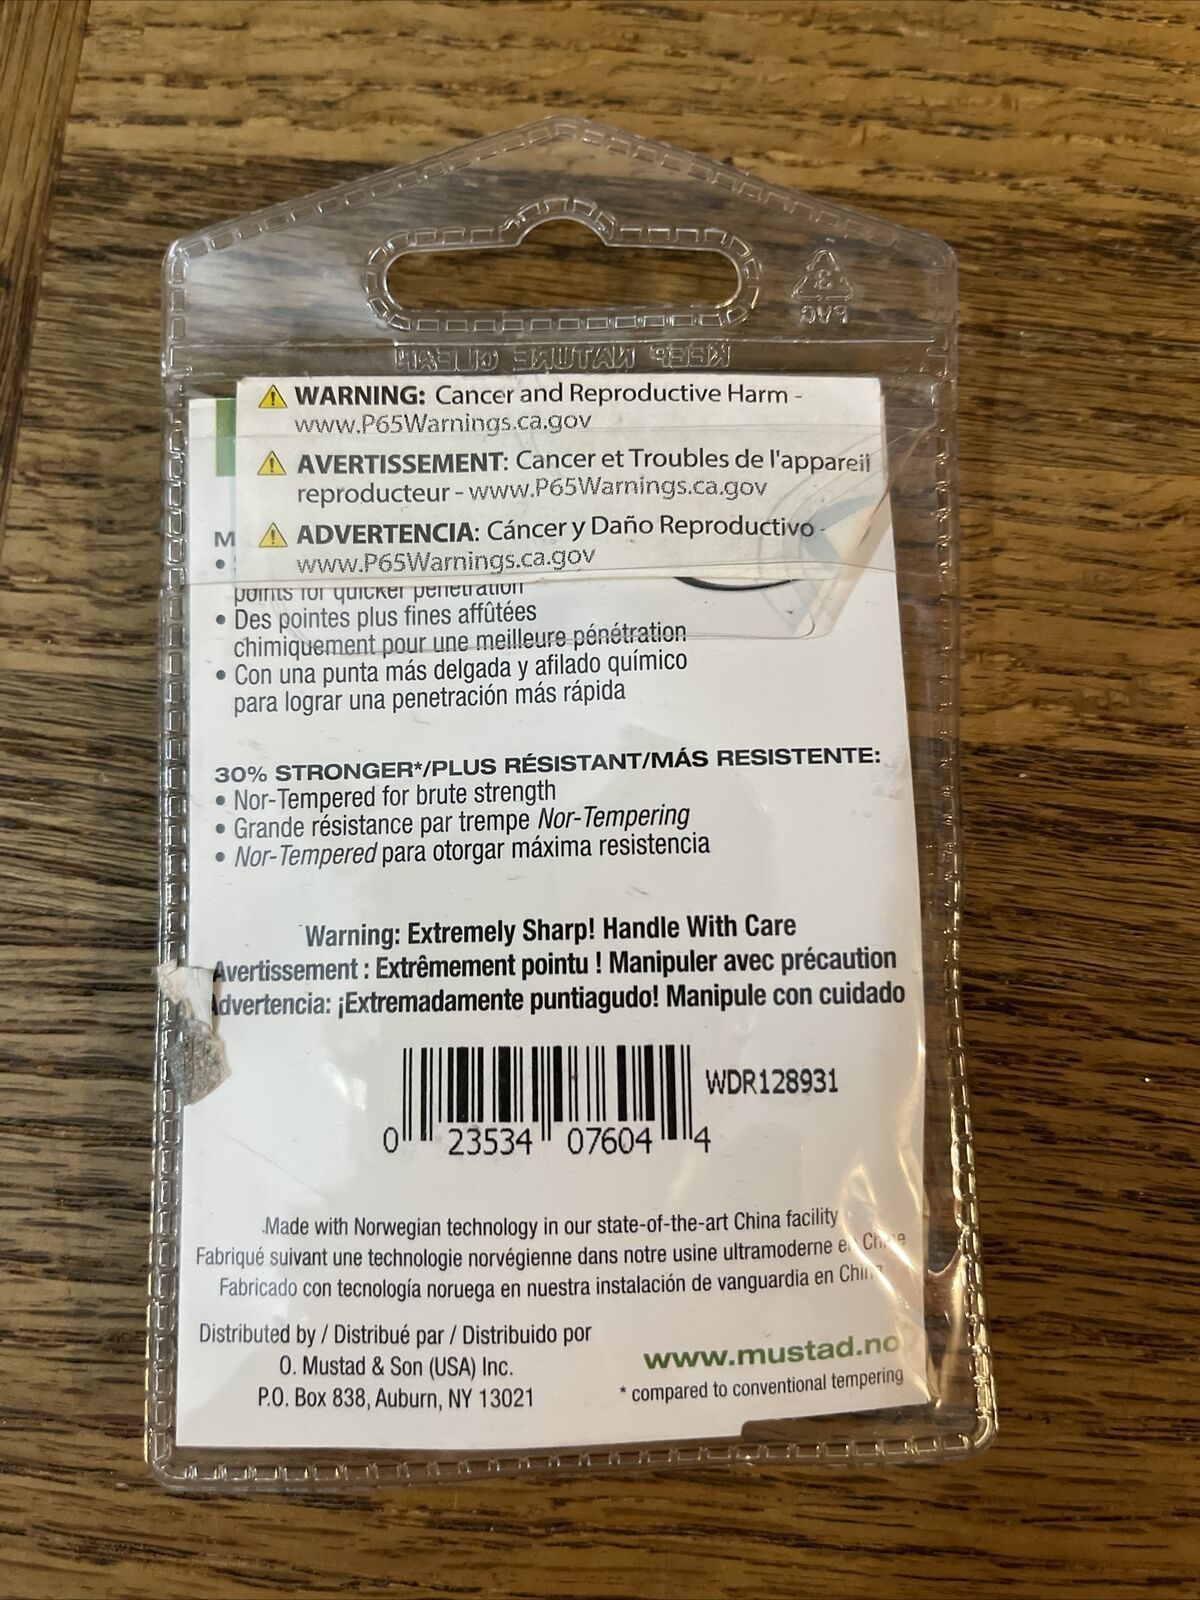 3
PVC
KEEP NATURE CLEAN
WARNING: Cancer and Reproductive Harm -
www.P65Warnings.ca.gov
AVERTISSEMENT: Cancer et Troubles de l'appareil
reproducteur - www.P65Warnings.ca.gov
ADVERTENCIA: Cáncer y Daño Reproductivo -
www.P65Warnings.ca.gov
points for quicker penetration
• Des pointes plus fines affûtées
chimiquement pour une meilleure pénétration
• Con una punta más delgada y afilado químico
para lograr una penetración más rápida
30% STRONGER*/PLUS RÉSISTANT/MÁS RESISTENTE:
• Nor-Tempered for brute strength
• Grande résistance par trempe Nor-Tempering
• Nor-Tempered para otorgar máxima resistencia
Warning: Extremely Sharp! Handle With Care
Avertissement : Extrêmement pointu ! Manipuler avec précaution
Advertencia: ¡Extremadamente puntiagudo! Manipule con cuidado
WDR128931
0 23534 07604 4
Made with Norwegian technology in our state-of-the-art China facility
Fabriqué suivant une technologie norvégienne dans notre usine ultramoderne en Chine
Fabricado con tecnología noruega en nuestra instalación de vanguardia en China
Distributed by / Distribué par / Distribuido por
O. Mustad & Son (USA) Inc.
P.O. Box 838, Auburn, NY 13021
www.mustad.no
* compared to conventional tempering